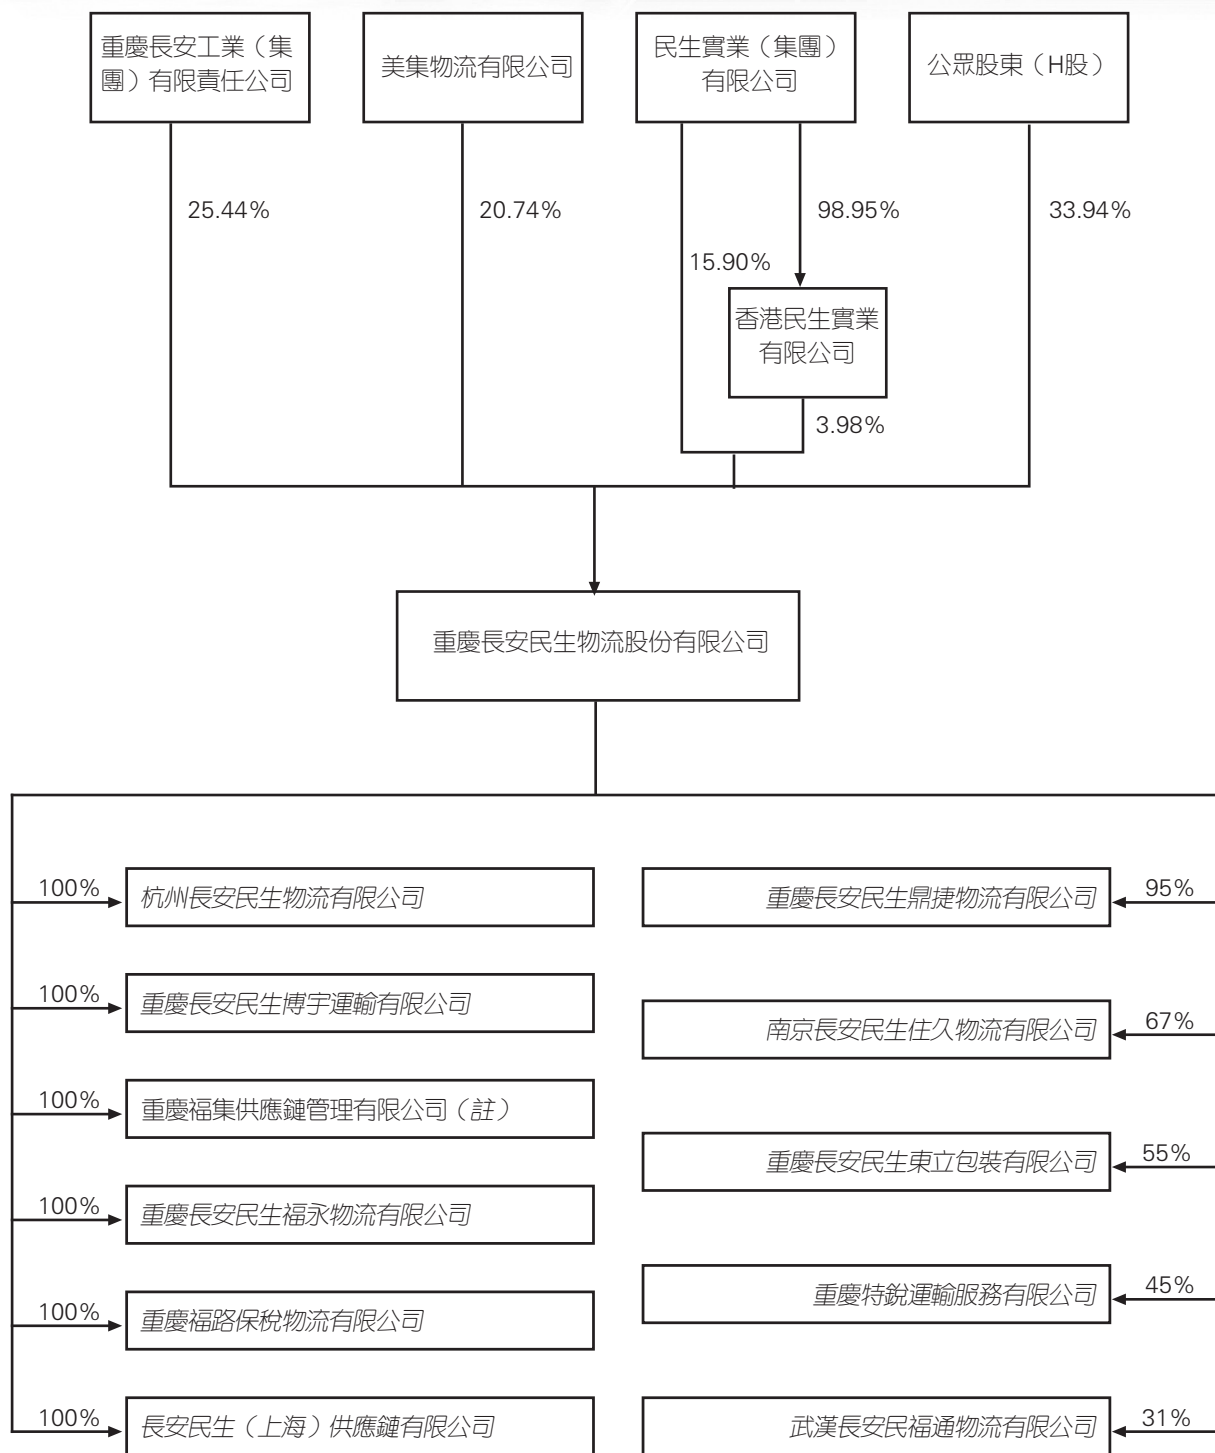 重慶長安工業（集
團）有限責任公司
美集物流有限公司
民生實業（集團）
有限公司
公眾股東（H股）
25.44%
20.74%
98.95%
33.94%
15.90%
香港民生實業
有限公司
3.98%
重慶長安民生物流股份有限公司
100%
杭州長安民生物流有限公司
重慶長安民生鼎捷物流有限公司
95%
100%
重慶長安民生博宇運輸有限公司
南京長安民生住久物流有限公司
67%
100%
重慶福集供應鏈管理有限公司（註）
重慶長安民生東立包裝有限公司
55%
100%
重慶長安民生福永物流有限公司
重慶特銳運輸服務有限公司
45%
100%
重慶福路保稅物流有限公司
100%
長安民生（上海）供應鏈有限公司
武漢長安民福通物流有限公司
31%